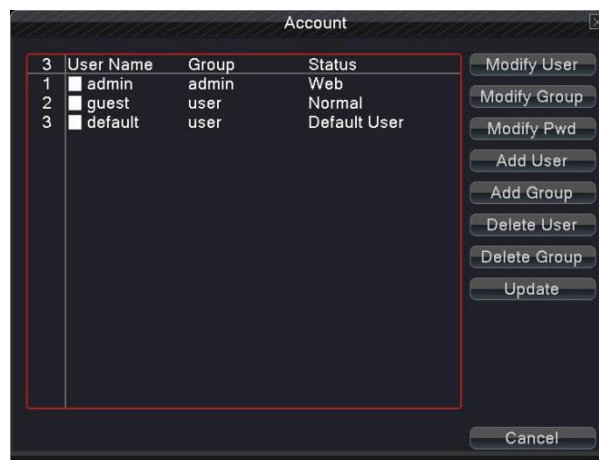 Account
3 User Name Group Status
1 admin admin Web
2 guest user Normal
3 default user Default User
Modify User
Modify Group
Modify Pwd
Add User
Add Group
Delete User
Delete Group
Update
Cancel